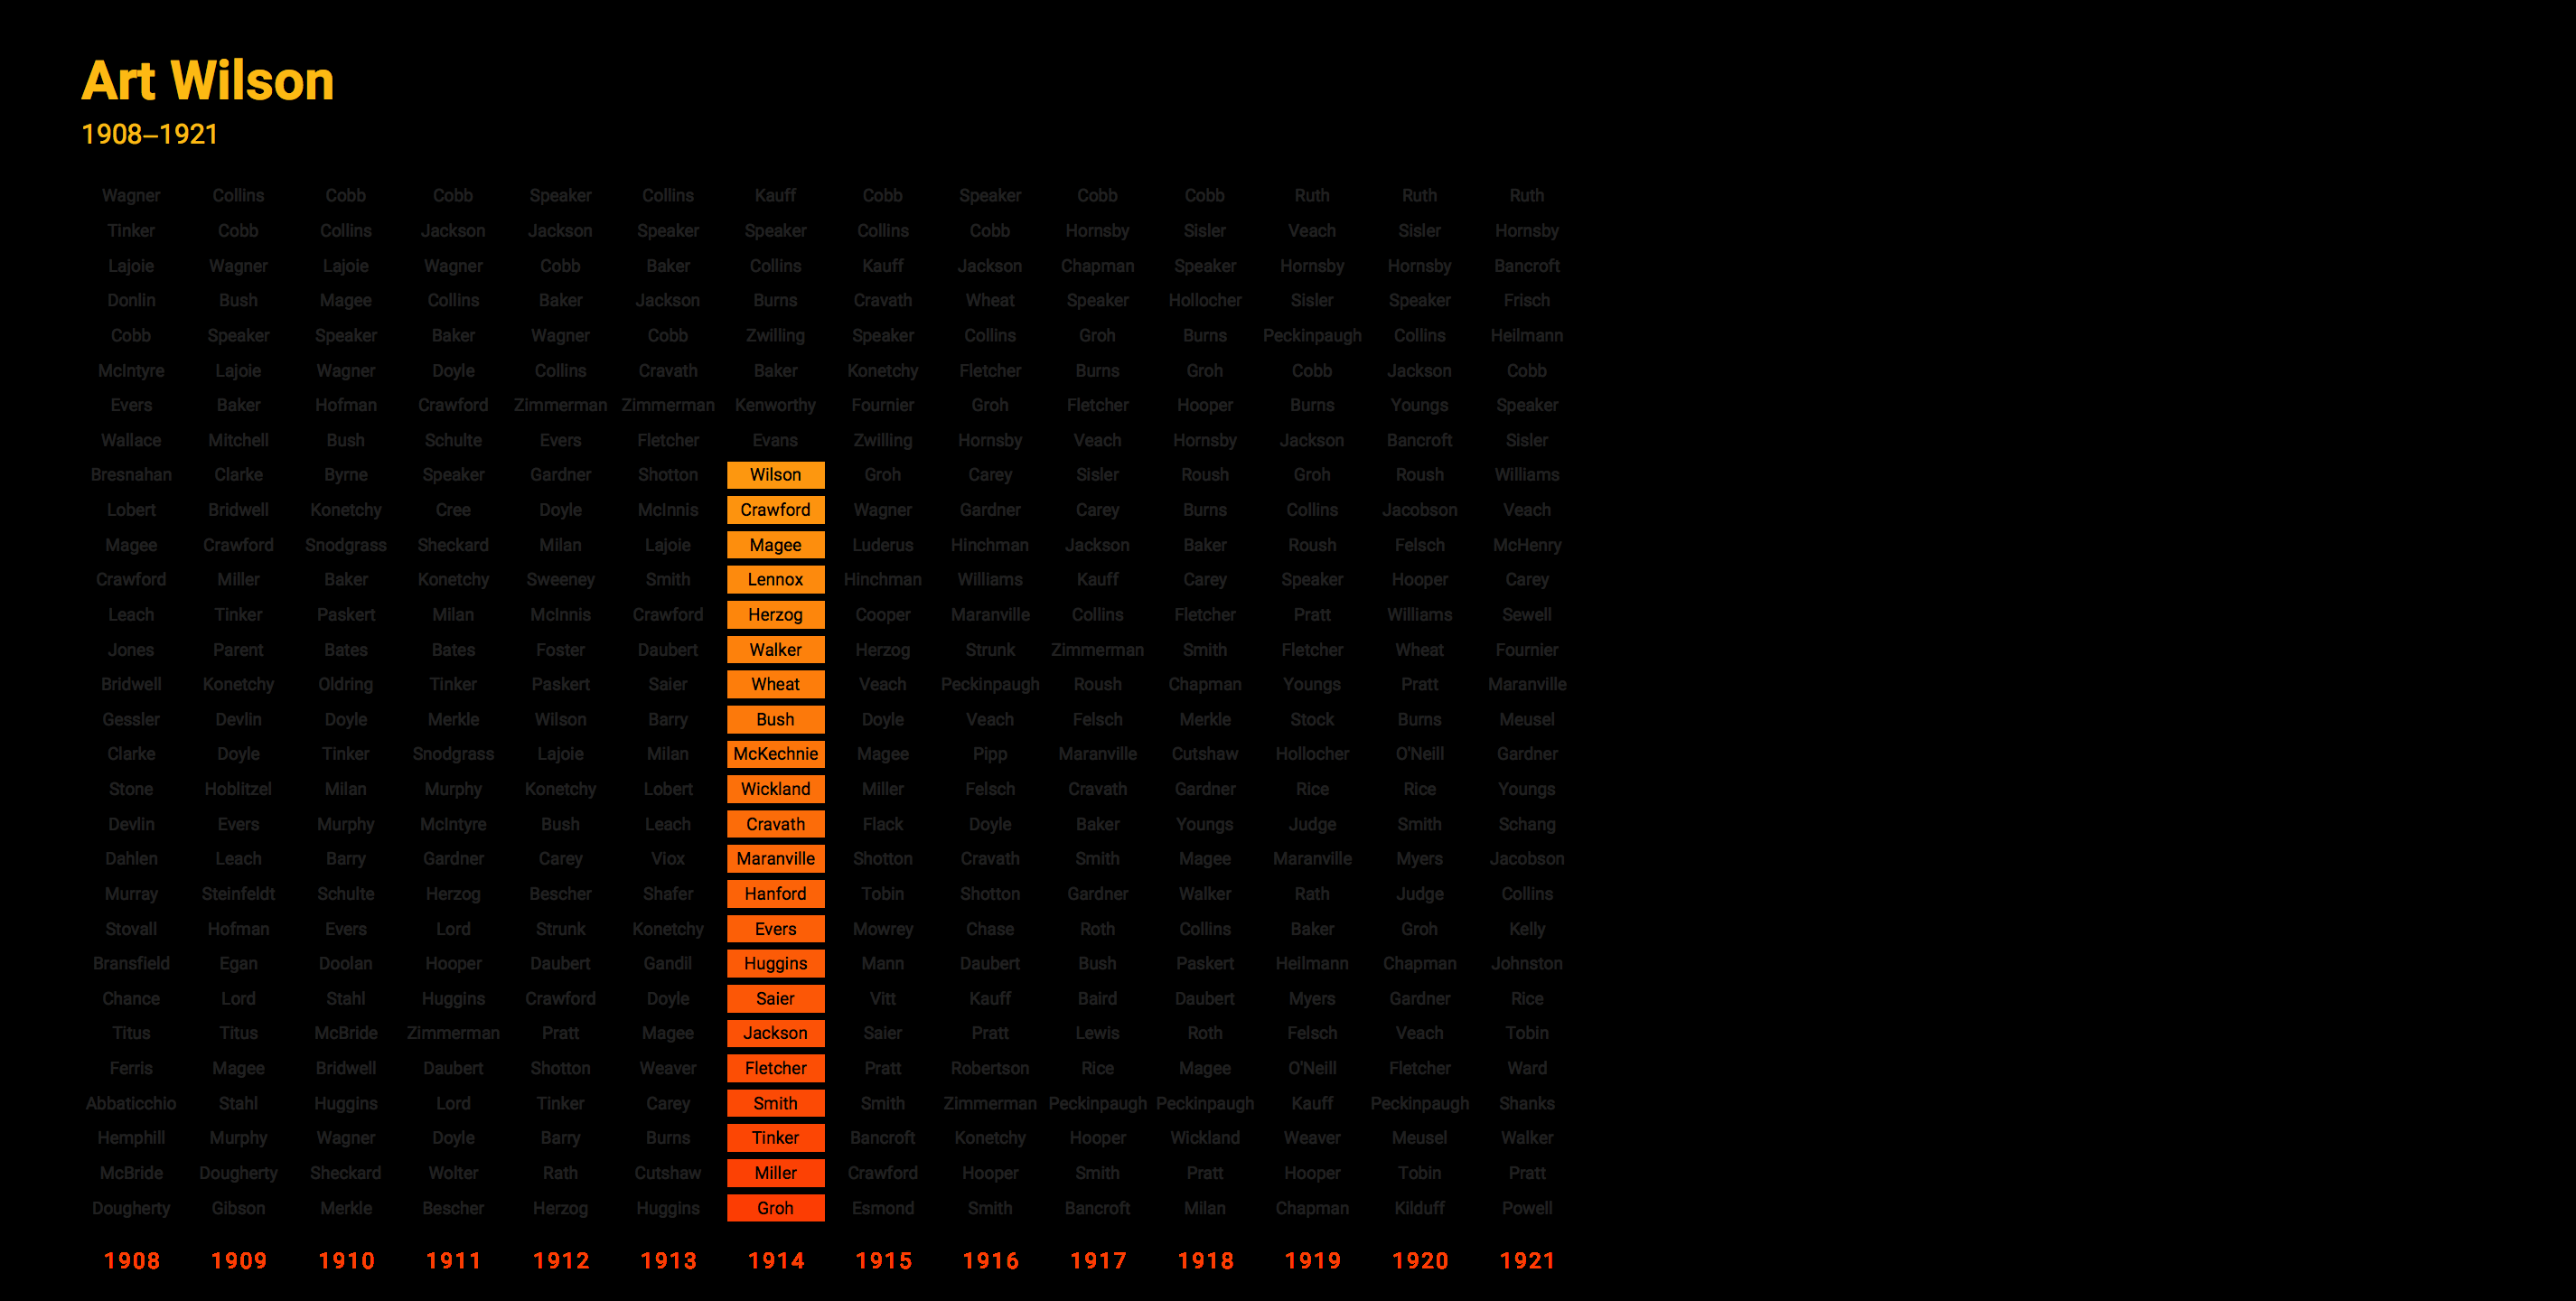 Art Wilson
1908–1921
Wagner Collins Cobb Cobb Speaker Collins Kauff Cobb Speaker Cobb Cobb Ruth Ruth Ruth
Tinker Cobb Collins Jackson Jackson Speaker Speaker Collins Cobb Hornsby Sisler Veach Sisler Hornsby
Lajoie Wagner Lajoie Wagner Cobb Baker Collins Kauff Jackson Chapman Speaker Hornsby Hornsby Bancroft
Donlin Bush Magee Collins Baker Jackson Burns Cravath Wheat Speaker Hollocher Sisler Speaker Frisch
Cobb Speaker Speaker Baker Wagner Cobb Zwilling Speaker Collins Groh Burns Peckinpaugh Collins Heilmann
McIntyre Lajoie Wagner Doyle Collins Cravath Baker Konetchy Fletcher Burns Groh Cobb Jackson Cobb
Evers Baker Hofman Crawford Zimmerman Zimmerman Kenworthy Fournier Groh Fletcher Hooper Burns Youngs Speaker
Wallace Mitchell Bush Schulte Evers Fletcher Evans Zwilling Hornsby Veach Hornsby Jackson Bancroft Sisler
Bresnahan Clarke Byrne Speaker Gardner Shotton Wilson Groh Carey Sisler Roush Groh Roush Williams
Lobert Bridwell Konetchy Cree Doyle McInnis Crawford Wagner Gardner Carey Burns Collins Jacobson Veach
Magee Crawford Snodgrass Sheckard Milan Lajoie Magee Luderus Hinchman Jackson Baker Roush Felsch McHenry
Crawford Miller Baker Konetchy Sweeney Smith Lennox Hinchman Williams Kauff Carey Speaker Hooper Carey
Leach Tinker Paskert Milan McInnis Crawford Herzog Cooper Maranville Collins Fletcher Pratt Williams Sewell
Jones Parent Bates Bates Foster Daubert Walker Herzog Strunk Zimmerman Smith Fletcher Wheat Fournier
Bridwell Konetchy Oldring Tinker Paskert Saier Wheat Veach Peckinpaugh Roush Chapman Youngs Pratt Maranville
Gessler Devlin Doyle Merkle Wilson Barry Bush Doyle Veach Felsch Merkle Stock Burns Meusel
Clarke Doyle Tinker Snodgrass Lajoie Milan McKechnie Magee Pipp Maranville Cutshaw Hollocher O'Neill Gardner
Stone Hoblitzel Milan Murphy Konetchy Lobert Wickland Miller Felsch Cravath Gardner Rice Rice Youngs
Devlin Evers Murphy McIntyre Bush Leach Cravath Flack Doyle Baker Youngs Judge Smith Schang
Dahlen Leach Barry Gardner Carey Viox Maranville Shotton Cravath Smith Magee Maranville Myers Jacobson
Murray Steinfeldt Schulte Herzog Bescher Shafer Hanford Tobin Shotton Gardner Walker Rath Judge Collins
Stovall Hofman Evers Lord Strunk Konetchy Evers Mowrey Chase Roth Collins Baker Groh Kelly
Bransfield Egan Doolan Hooper Daubert Gandil Huggins Mann Daubert Bush Paskert Heilmann Chapman Johnston
Chance Lord Stahl Huggins Crawford Doyle Saier Vitt Kauff Baird Daubert Myers Gardner Rice
Titus Titus McBride Zimmerman Pratt Magee Jackson Saier Pratt Lewis Roth Felsch Veach Tobin
Ferris Magee Bridwell Daubert Shotton Weaver Fletcher Pratt Robertson Rice Magee O'Neill Fletcher Ward
Abbaticchio Stahl Huggins Lord Tinker Carey Smith Smith Zimmerman Peckinpaugh Peckinpaugh Kauff Peckinpaugh Shanks
Hemphill Murphy Wagner Doyle Barry Burns Tinker Bancroft Konetchy Hooper Wickland Weaver Meusel Walker
McBride Dougherty Sheckard Wolter Rath Cutshaw Miller Crawford Hooper Smith Pratt Hooper Tobin Pratt
Dougherty Gibson Merkle Bescher Herzog Huggins Groh Esmond Smith Bancroft Milan Chapman Kilduff Powell
1908 1909 1910 1911 1912 1913 1914 1915 1916 1917 1918 1919 1920 1921